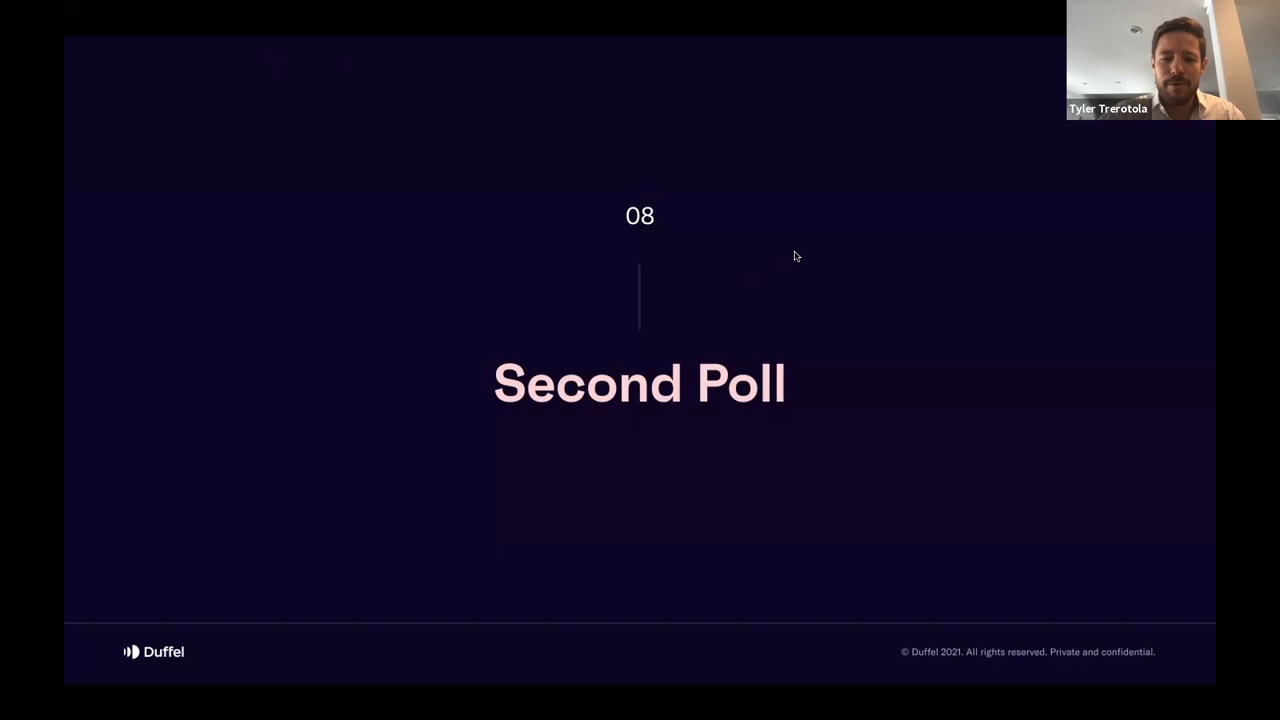 Tyler Trerotola
08
Second Poll
Duffel
© Duffel 2021. All rights reserved. Private and confidential.